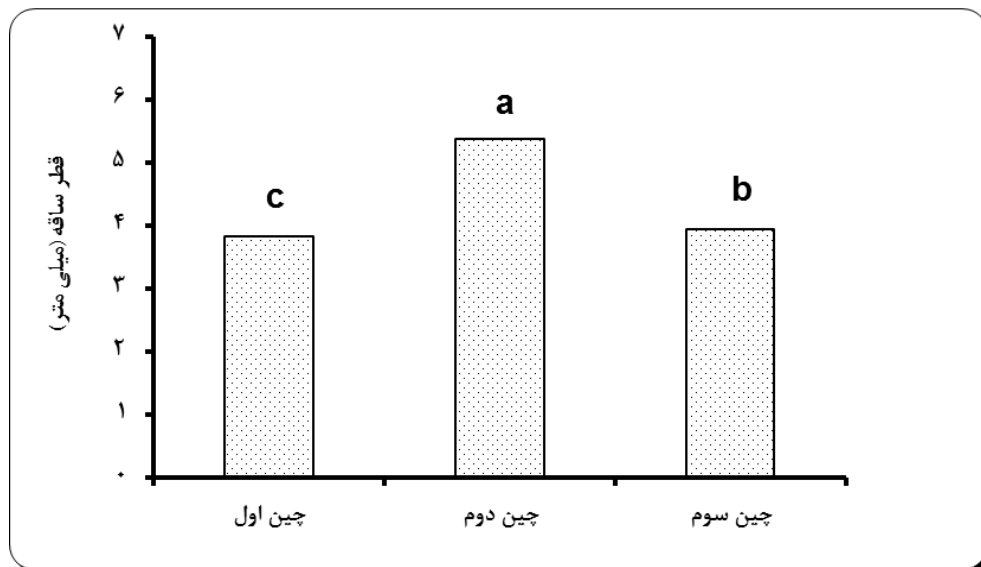 ۷
۶
۵
۴
۳
۲
۱
۰
قطر ساقه (میلی متر)
c
a
b
چین اول
چین دوم
چین سوم